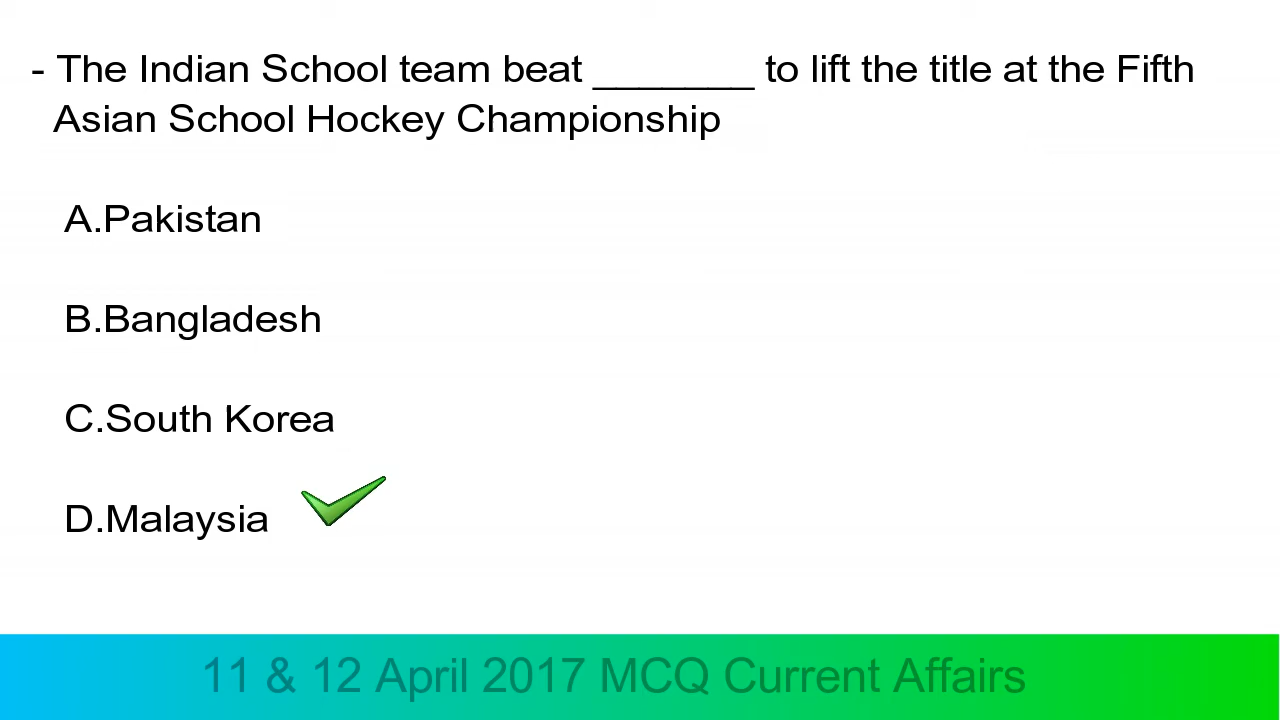 - The Indian School team beat _______ to lift the title at the Fifth
Asian School Hockey Championship
A.Pakistan
B.Bangladesh
C.South Korea
D.Malaysia
11 & 12 April 2017 MCQ Current Affairs